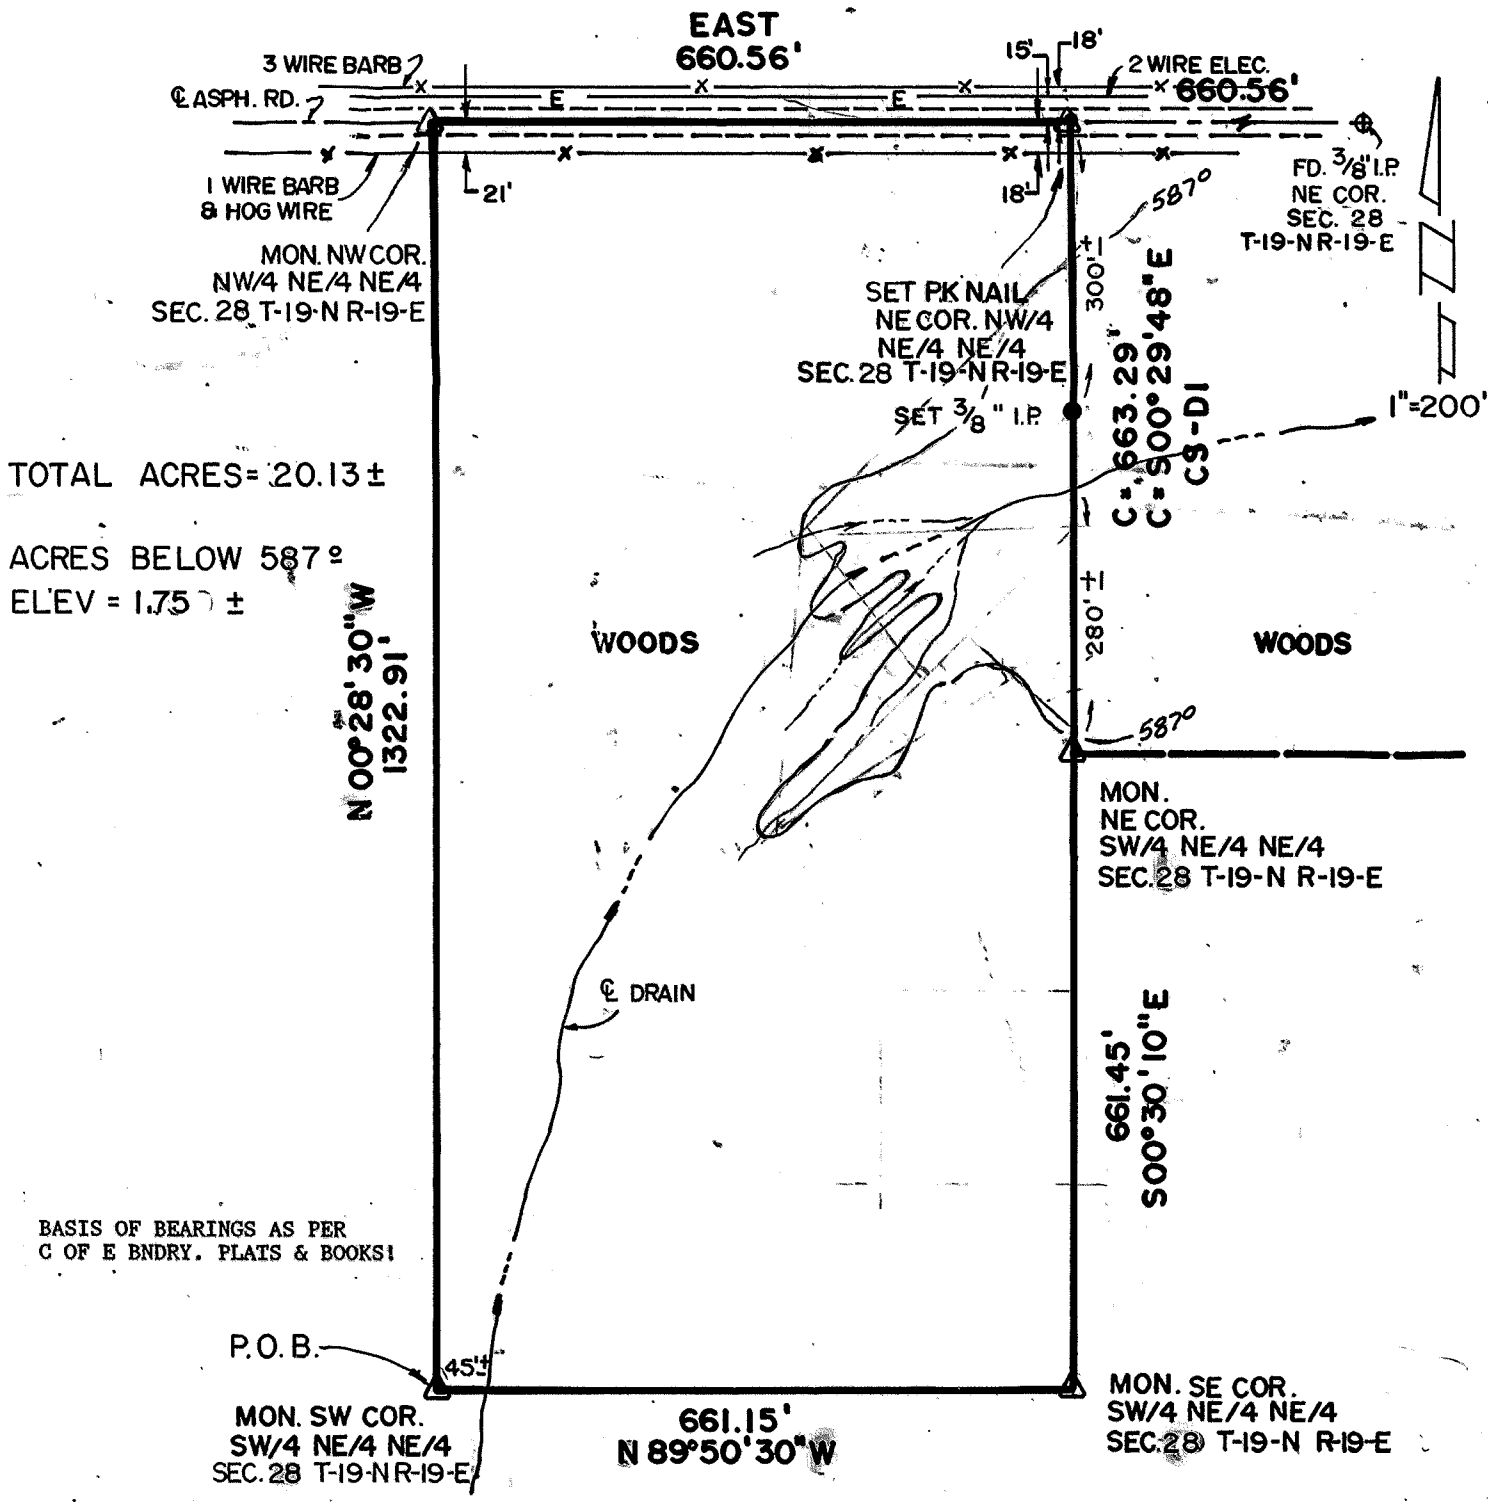 EAST
660.56'
3 WIRE BARB
15'
18'
2 WIRE ELEC.
660.56'
℄ ASPH. RD.
E
E
1 WIRE BARB
& HOG WIRE
21'
18'
587º
FD. 3/8" I.P.
NE COR.
SEC. 28
T-19-N R-19-E
MON. NW COR.
NW/4 NE/4 NE/4
SEC. 28 T-19-N R-19-E
SET PK NAIL
NE COR. NW/4
NE/4 NE/4
SEC. 28 T-19-N R-19-E
SET 3/8" I.P.
300'±
C = 663.29'
C = S00°29'48"E
CS-DI
1"=200'
TOTAL ACRES = 20.13 ±
ACRES BELOW 587º
ELEV = 1.75 ±
N 00°28'30" W
1322.91'
WOODS
280'±
WOODS
587º
MON.
NE COR.
SW/4 NE/4 NE/4
SEC. 28 T-19-N R-19-E
℄ DRAIN
661.45'
S00°30'10"E
BASIS OF BEARINGS AS PER
C OF E BNDRY. PLATS & BOOKS!
P.O.B.
45'±
MON. SW COR.
SW/4 NE/4 NE/4
SEC. 28 T-19-N R-19-E
661.15'
N 89°50'30" W
MON. SE COR.
SW/4 NE/4 NE/4
SEC. 28 T-19-N R-19-E